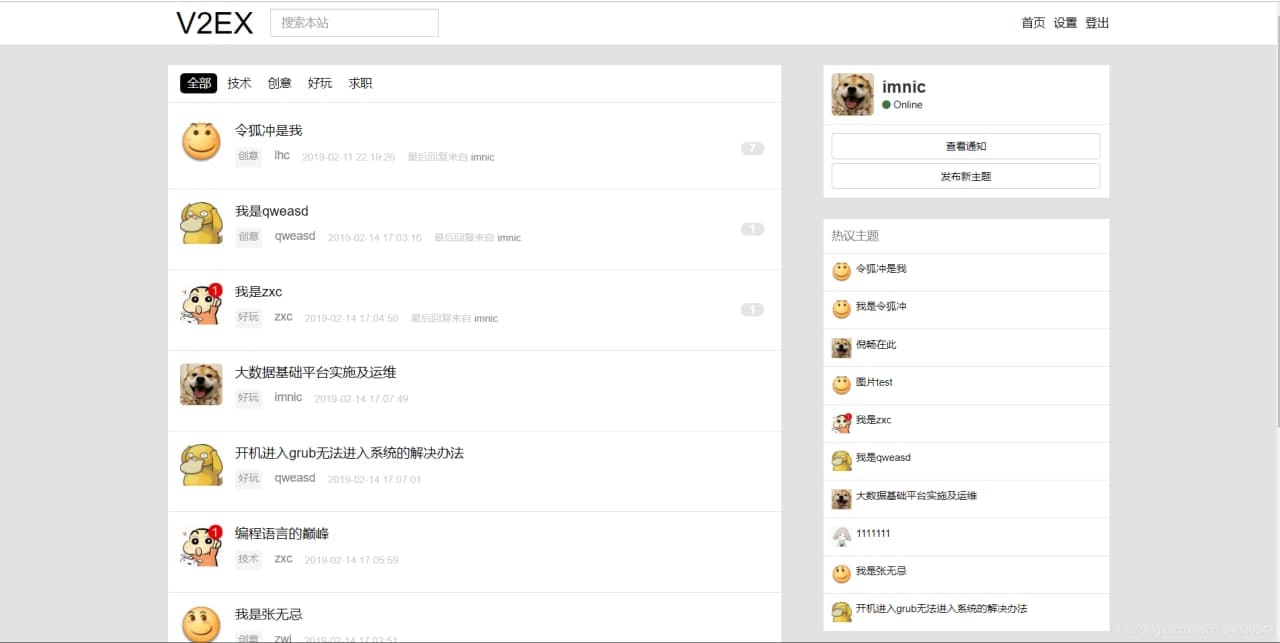 V2EX 搜索本站 首页 设置 登出
全部 技术 创意 好玩 求职
令狐冲是我
创意 lhc 2019-02-11 22:19:26 最后回复来自 imnic
7
我是qweasd
创意 qweasd 2019-02-14 17:03:16 最后回复来自 imnic
1
1
我是zxc
好玩 zxc 2019-02-14 17:04:50 最后回复来自 imnic
1
大数据基础平台实施及运维
好玩 imnic 2019-02-14 17:07:49
开机进入grub无法进入系统的解决办法
好玩 qweasd 2019-02-14 17:07:01
1
编程语言的巅峰
技术 zxc 2019-02-14 17:05:59
我是张无忌
创意 zwj 2019-02-14 17:03:51
imnic
Online
查看通知
发布新主题
热议主题
令狐冲是我
我是令狐冲
倪畅在此
图片test
我是zxc
我是qweasd
大数据基础平台实施及运维
1111111
我是张无忌
开机进入grub无法进入系统的解决办法